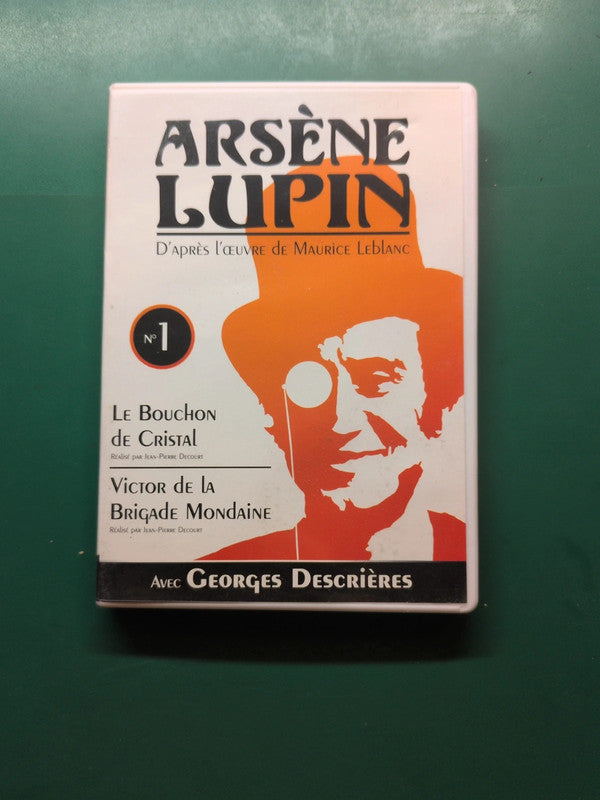 ARSÈNE
LUPIN
D'après l'œuvre de Maurice Leblanc
N° 1
Le Bouchon
de Cristal
Réalisé par Jean-Pierre Decourt
Victor de la
Brigade Mondaine
Réalisé par Jean-Pierre Decourt
Avec Georges Descrières